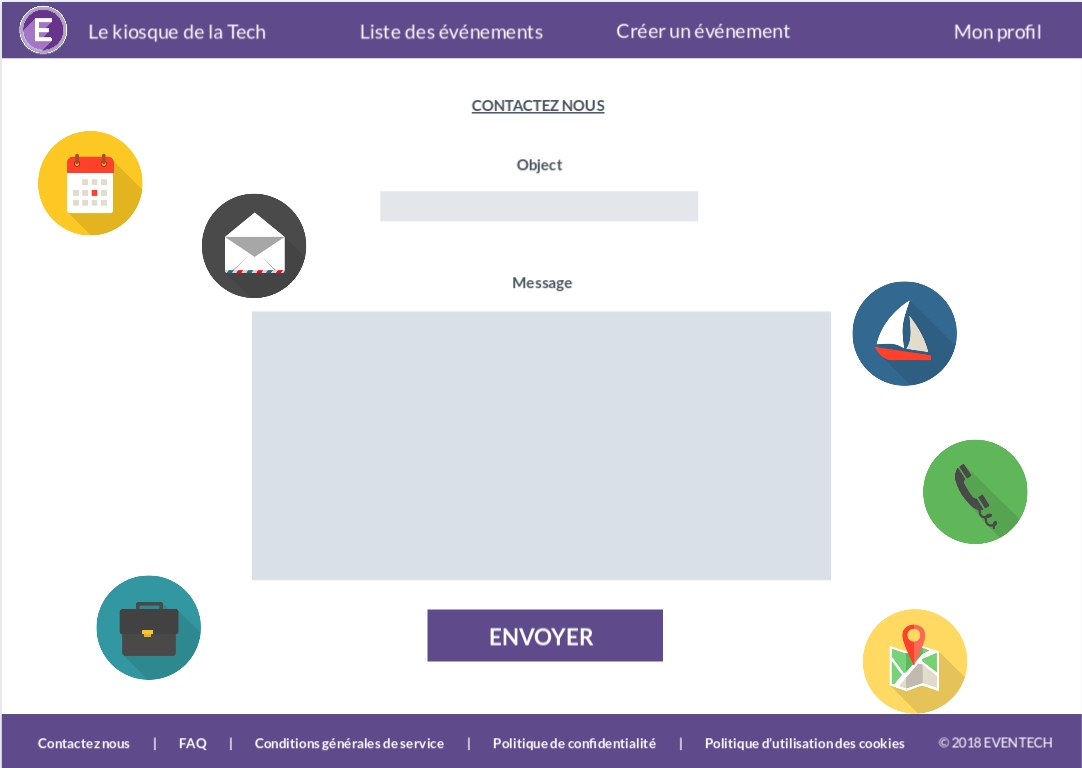 E Le kiosque de la Tech Liste des événements Créer un événement Mon profil
CONTACTEZ NOUS
Object
Message
ENVOYER
Contactez nous | FAQ | Conditions générales de service | Politique de confidentialité | Politique d'utilisation des cookies © 2018 EVENTECH